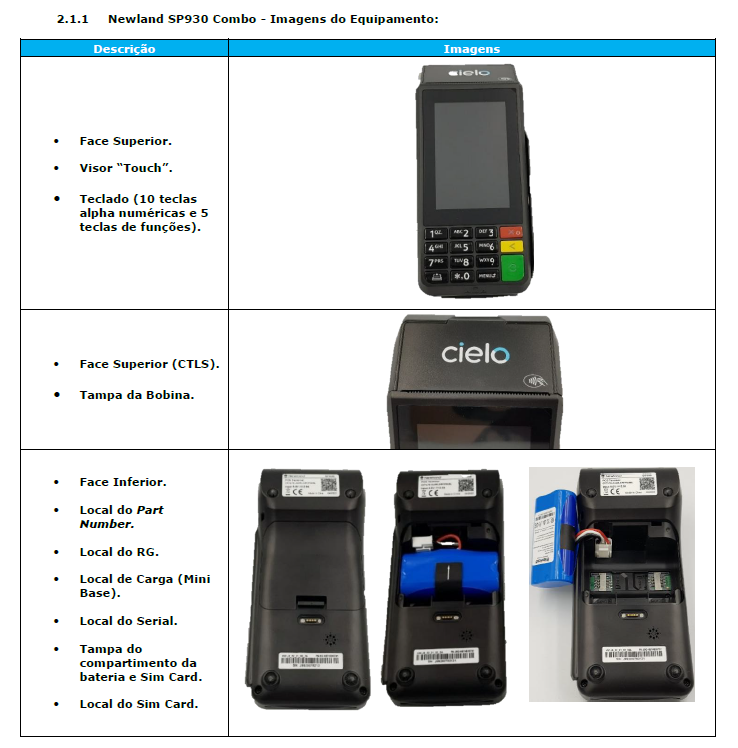 2.1.1 Newland SP930 Combo - Imagens do Equipamento:
Descrição
Imagens
• Face Superior.
• Visor “Touch”.
• Teclado (10 teclas
alpha numéricas e 5
teclas de funções).
cielo
1 QZ. ABC 2 DEF 3
4 GHI JKL 5 MNO 6 <
7 PRS TUV 8 WXY 9
*.0 MENU
• Face Superior (CTLS).
• Tampa da Bobina.
cielo
• Face Inferior.
• Local do Part
Number.
• Local do RG.
• Local de Carga (Mini
Base).
• Local do Serial.
• Tampa do
compartimento da
bateria e Sim Card.
• Local do Sim Card.